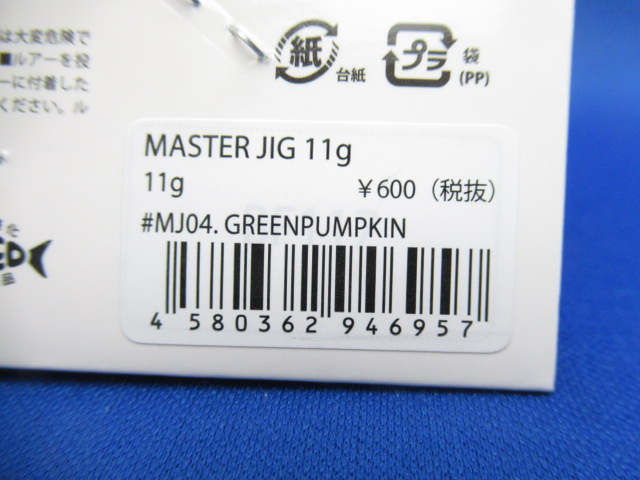 は大変危険で
■ルアーを投
ーに付着した
ください。ル
紙
台紙
プラ
袋
(PP)
MASTER JIG 11g
11g
¥600（税抜）
#MJ04. GREENPUMPKIN
4 580362 946957